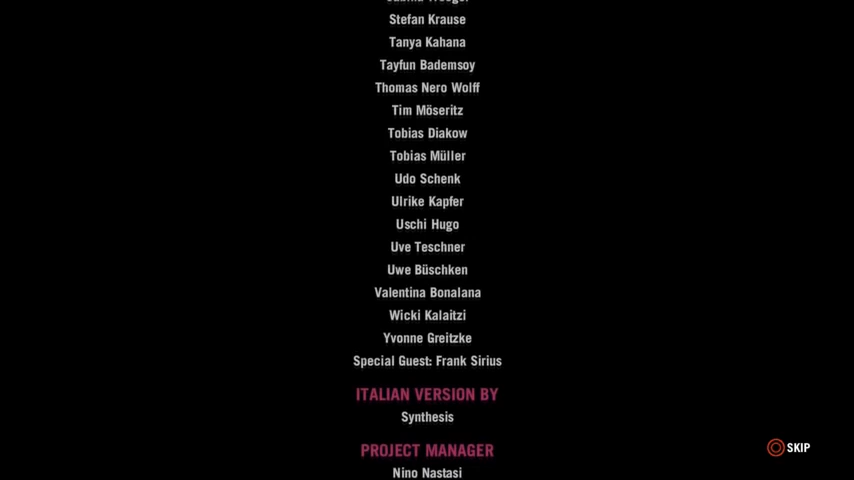 Stefan Krause
Tanya Kahana
Tayfun Bademsoy
Thomas Nero Wolff
Tim Möseritz
Tobias Diakow
Tobias Müller
Udo Schenk
Ulrike Kapfer
Uschi Hugo
Uve Teschner
Uwe Büschken
Valentina Bonalana
Wicki Kalaitzi
Yvonne Greitzke
Special Guest: Frank Sirius
ITALIAN VERSION BY
Synthesis
PROJECT MANAGER
SKIP
Nino Nastasi